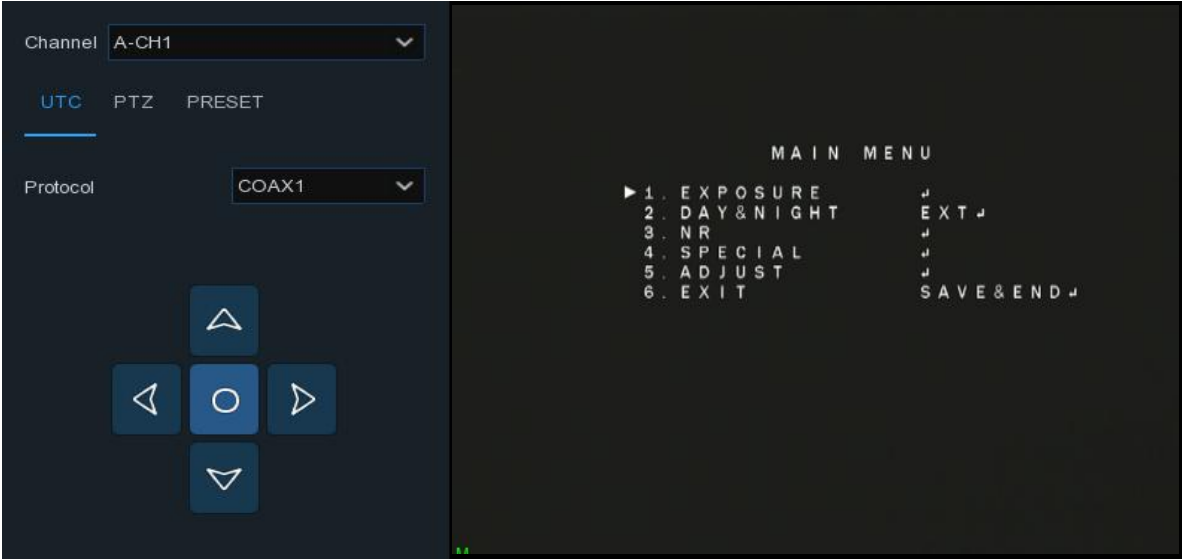 Channel A-CH1
UTC PTZ PRESET
Protocol COAX1
MAIN MENU
1. EXPOSURE ↲
2. DAY&NIGHT EXT↲
3. NR ↲
4. SPECIAL ↲
5. ADJUST ↲
6. EXIT SAVE&END↲
M